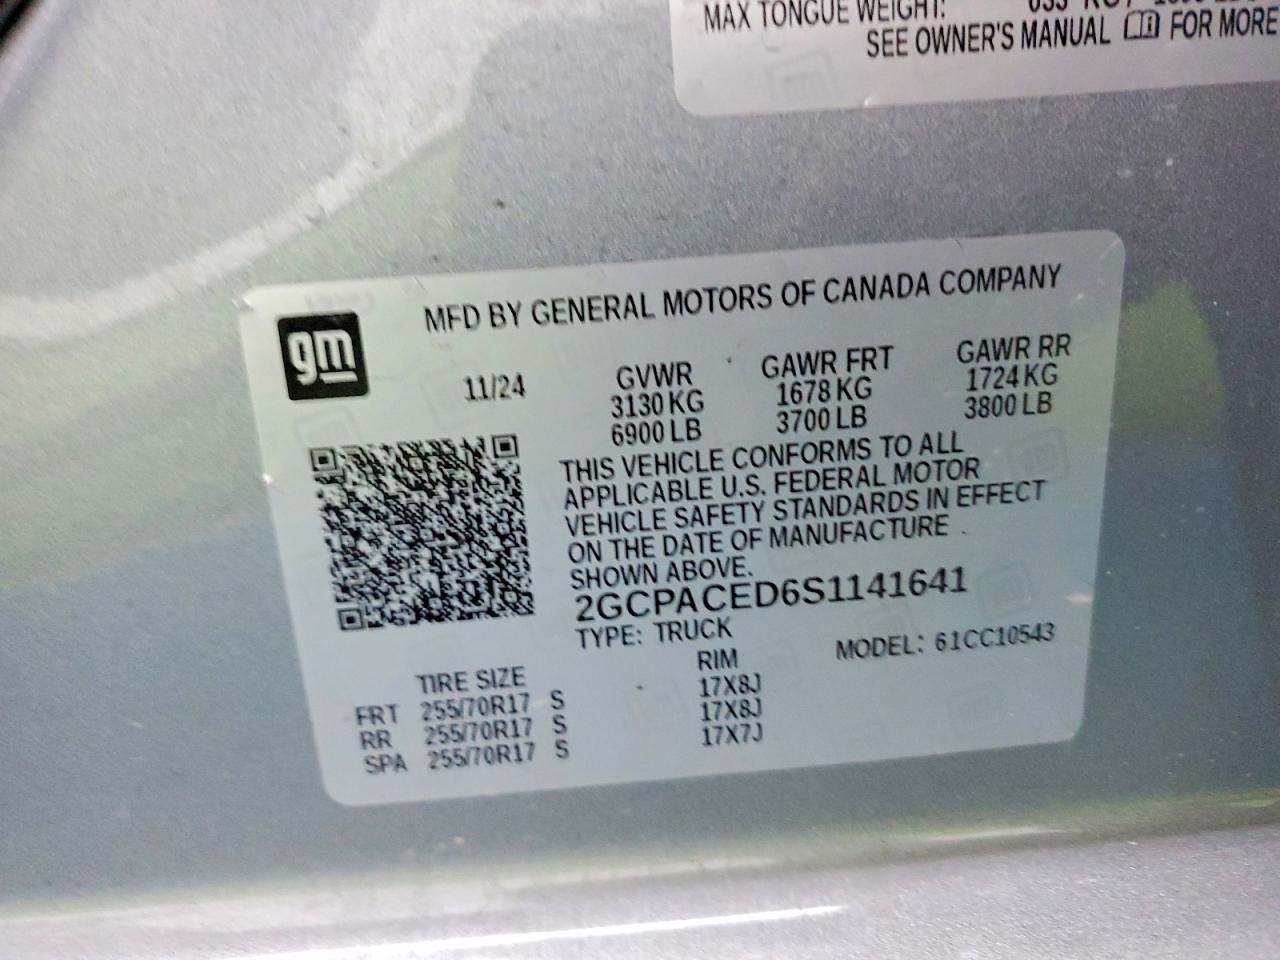 MAX TONGUE WEIGHT:
SEE OWNER'S MANUAL FOR MORE
MFD BY GENERAL MOTORS OF CANADA COMPANY
gm
11/24 GVWR GAWR FRT GAWR RR
3130 KG 1678 KG 1724 KG
6900 LB 3700 LB 3800 LB
THIS VEHICLE CONFORMS TO ALL
APPLICABLE U.S. FEDERAL MOTOR
VEHICLE SAFETY STANDARDS IN EFFECT
ON THE DATE OF MANUFACTURE
SHOWN ABOVE.
2GCPACED6S1141641
TYPE: TRUCK MODEL: 61CC10543
TIRE SIZE RIM
FRT 255/70R17 S 17X8J
RR 255/70R17 S 17X8J
SPA 255/70R17 S 17X7J